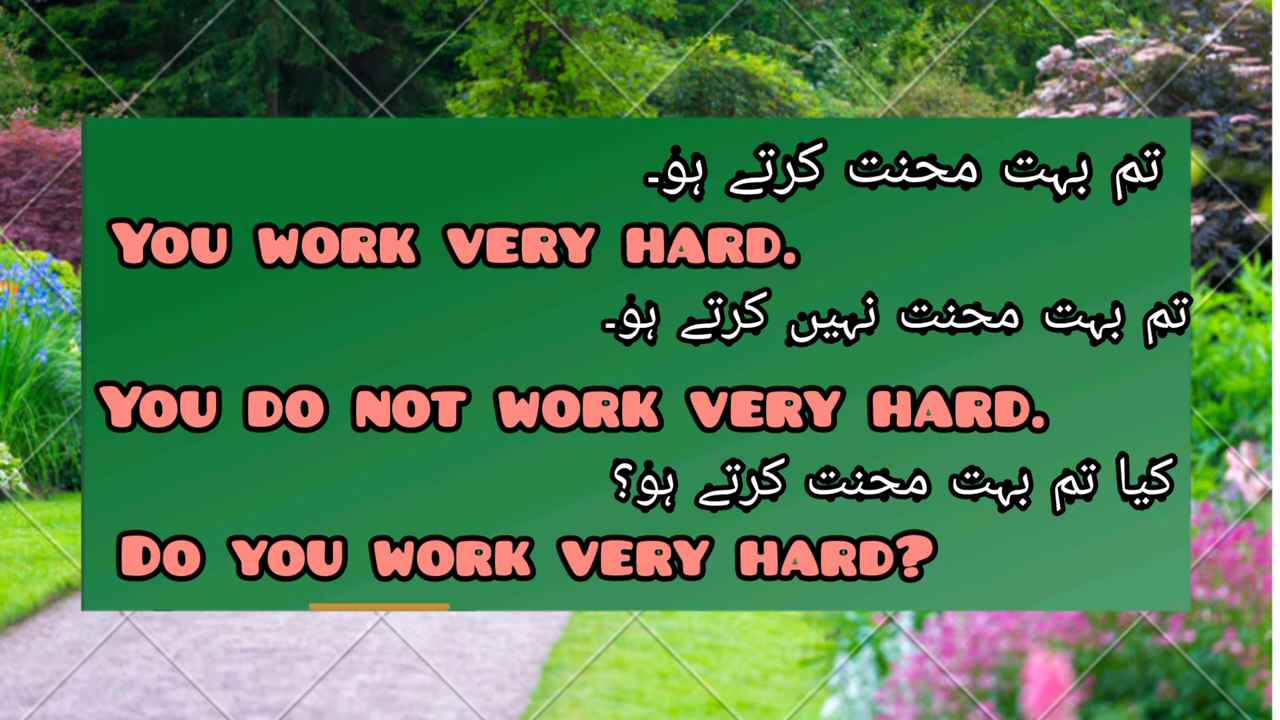 تم بہت محنت کرتے ہو۔
You work very hard.
تم بہت محنت نہیں کرتے ہو۔
You do not work very hard.
کیا تم بہت محنت کرتے ہو؟
Do you work very hard?